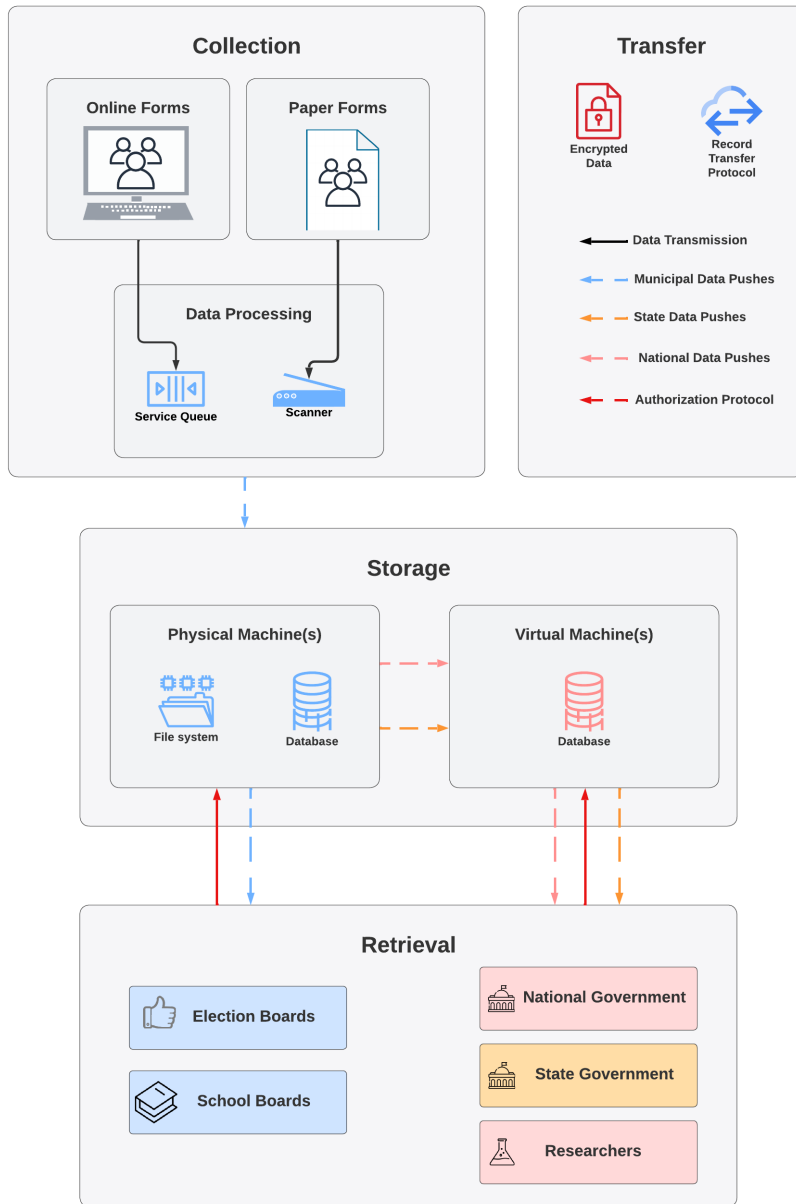 Collection
Online Forms
Paper Forms
Data Processing
Service Queue
Scanner
Transfer
Encrypted
Data
Record
Transfer
Protocol
Data Transmission
Municipal Data Pushes
State Data Pushes
National Data Pushes
Authorization Protocol
Storage
Physical Machine(s)
File system
Database
Virtual Machine(s)
Database
Retrieval
Election Boards
School Boards
National Government
State Government
Researchers